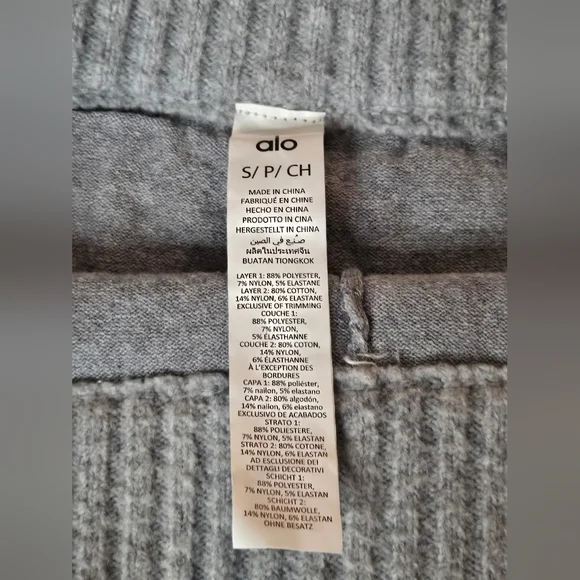 alo
S/ P/ CH
MADE IN CHINA
FABRIQUÉ EN CHINE
HECHO EN CHINA
PRODOTTO IN CINA
HERGESTELLT IN CHINA
صُنع في الصين
ผลิตในประเทศจีน
BUATAN TIONGKOK
LAYER 1: 88% POLYESTER,
7% NYLON, 5% ELASTANE
LAYER 2: 80% COTTON,
14% NYLON, 6% ELASTANE
EXCLUSIVE OF TRIMMING
COUCHE 1:
88% POLYESTER,
7% NYLON,
5% ÉLASTHANNE
COUCHE 2: 80% COTON,
14% NYLON,
6% ÉLASTHANNE
À L'EXCEPTION DES
BORDURES
CAPA 1: 88% poliéster,
7% nailon, 5% elastano
CAPA 2: 80% algodón,
14% nailon, 6% elastano
EXCLUSIVO DE ACABADOS
STRATO 1:
88% POLIESTERE,
7% NYLON, 5% ELASTAN
STRATO 2: 80% COTONE,
14% NYLON, 6% ELASTAN
AD ESCLUSIONE DEI
DETTAGLI DECORATIVI
SCHICHT 1:
88% POLYESTER,
7% NYLON, 5% ELASTAN
SCHICHT 2:
80% BAUMWOLLE,
14% NYLON, 6% ELASTAN
OHNE BESATZ